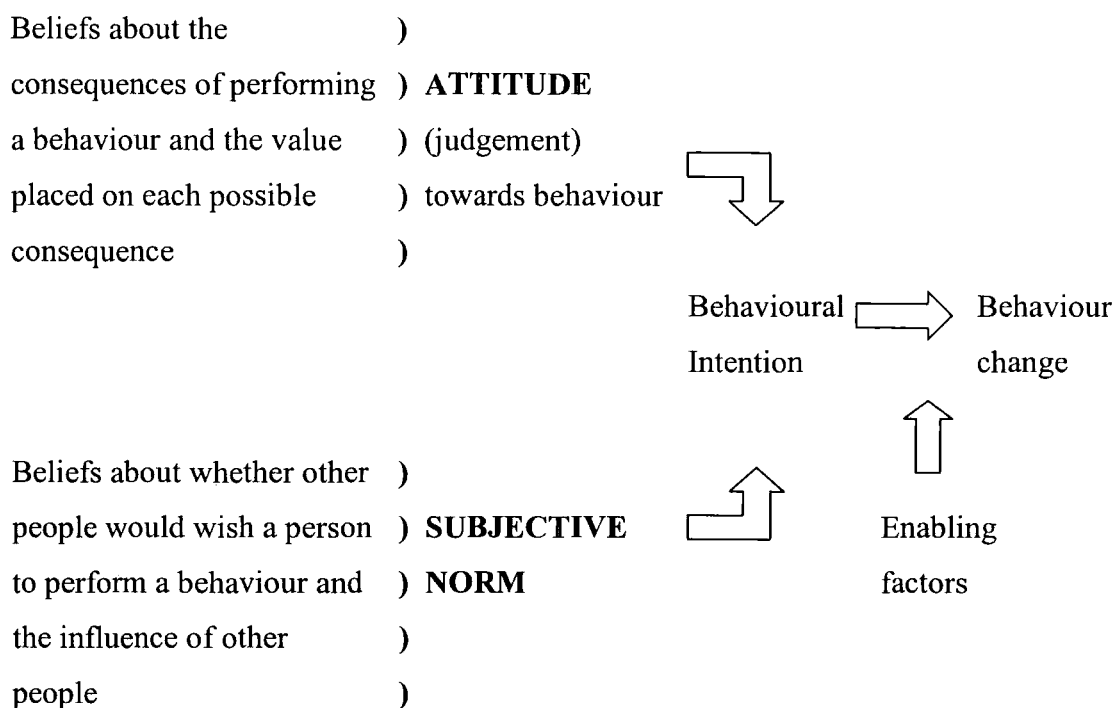 Beliefs about the )
consequences of performing ) ATTITUDE
a behaviour and the value ) (judgement)
placed on each possible ) towards behaviour
consequence )
Behavioural Behaviour
Intention change
Beliefs about whether other )
people would wish a person ) SUBJECTIVE Enabling
to perform a behaviour and ) NORM factors
the influence of other )
people )